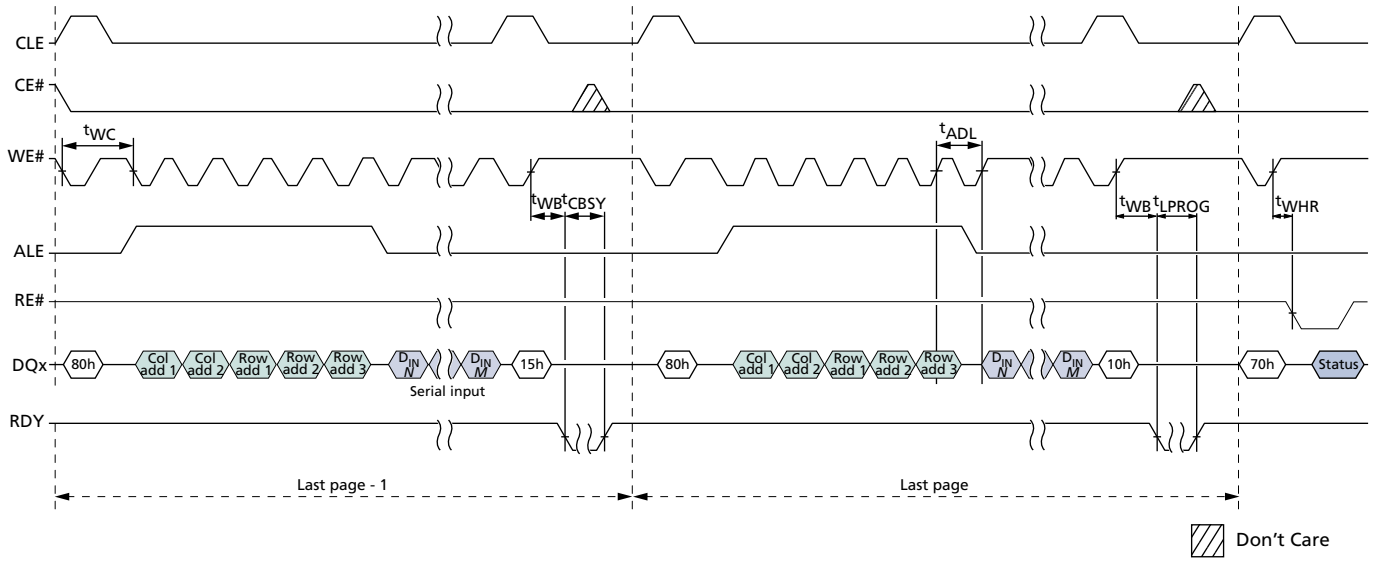 CLE
CE#
tWC
tADL
WE#
tWB tCBSY
tWB tLPROG
tWHR
ALE
RE#
DQx
80h
Col add 1
Col add 2
Row add 1
Row add 2
Row add 3
DIN N
DIN M
15h
80h
Col add 1
Col add 2
Row add 1
Row add 2
Row add 3
DIN N
DIN M
10h
70h
Status
Serial input
RDY
Last page - 1
Last page
Don't Care